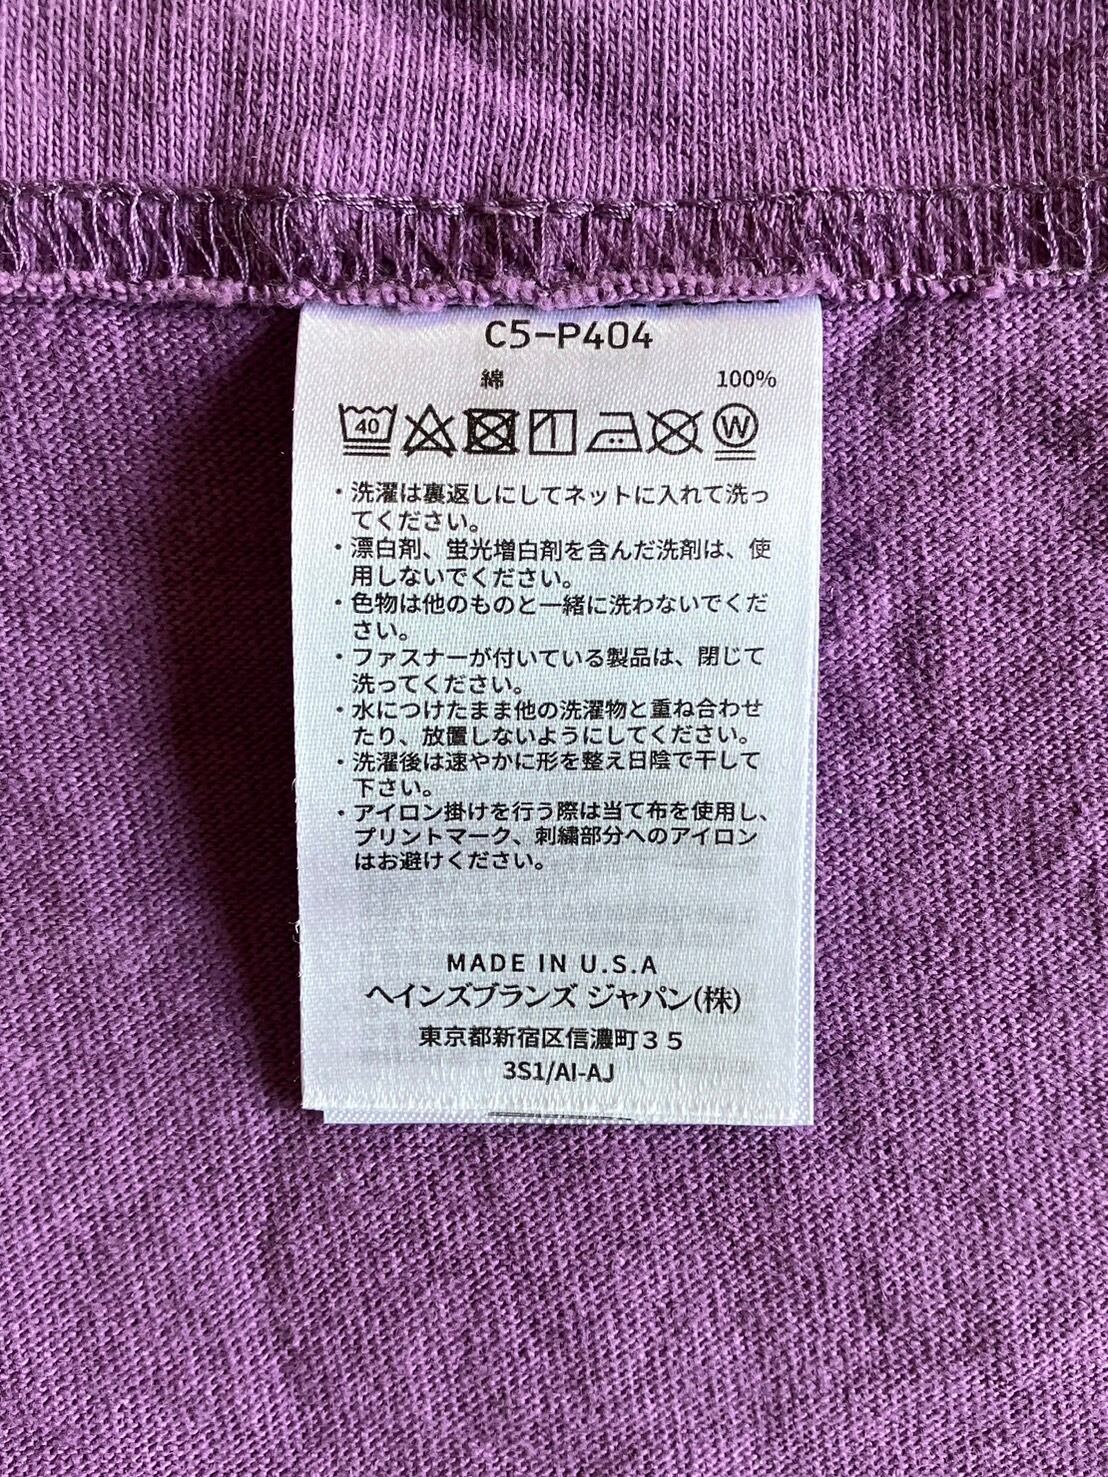 C5-P404
綿 100%
40 W
・洗濯は裏返しにしてネットに入れて洗っ
てください。
・漂白剤、蛍光増白剤を含んだ洗剤は、使
用しないでください。
・色物は他のものと一緒に洗わないでくだ
さい。
・ファスナーが付いている製品は、閉じて
洗ってください。
・水につけたまま他の洗濯物と重ね合わせ
たり、放置しないようにしてください。
・洗濯後は速やかに形を整え日陰で干して
下さい。
・アイロン掛けを行う際は当て布を使用し、
プリントマーク、刺繍部分へのアイロン
はお避けください。
MADE IN U.S.A
ヘインズブランズ ジャパン(株)
東京都新宿区信濃町３５
3S1/AI-AJ